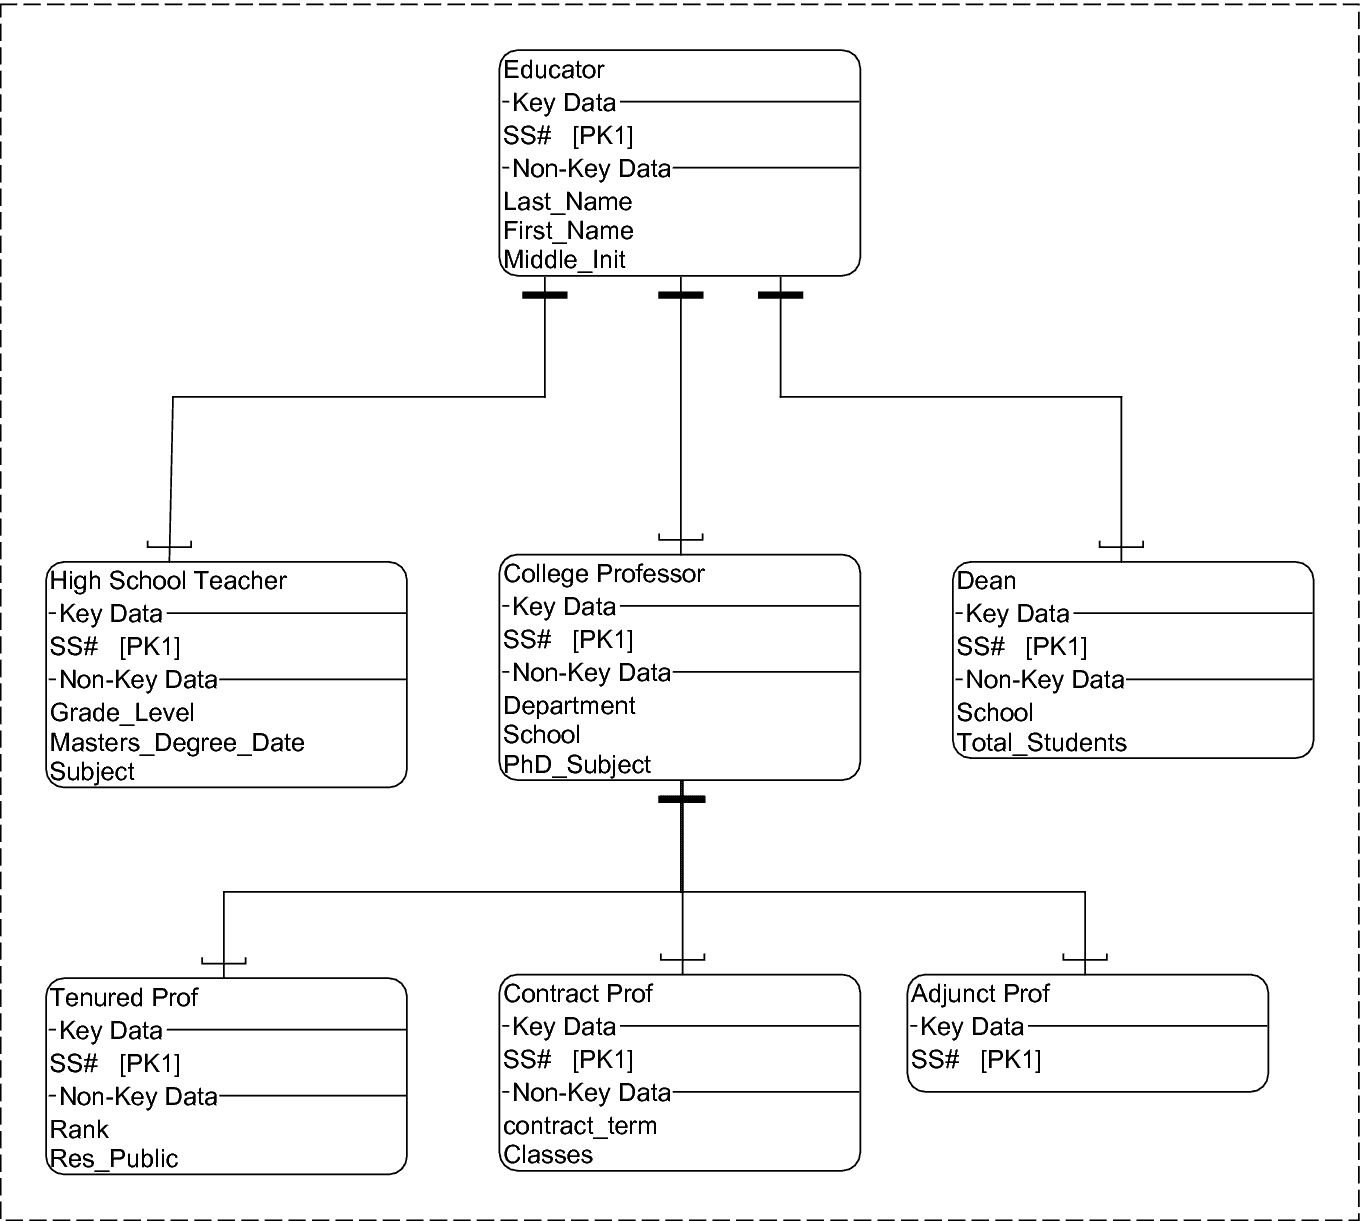 Educator
Key Data
SS# [PK1]
Non-Key Data
Last_Name
First_Name
Middle_Init
High School Teacher
Key Data
SS# [PK1]
Non-Key Data
Grade_Level
Masters_Degree_Date
Subject
College Professor
Key Data
SS# [PK1]
Non-Key Data
Department
School
PhD_Subject
Dean
Key Data
SS# [PK1]
Non-Key Data
School
Total_Students
Tenured Prof
Key Data
SS# [PK1]
Non-Key Data
Rank
Res_Public
Contract Prof
Key Data
SS# [PK1]
Non-Key Data
contract_term
Classes
Adjunct Prof
Key Data
SS# [PK1]